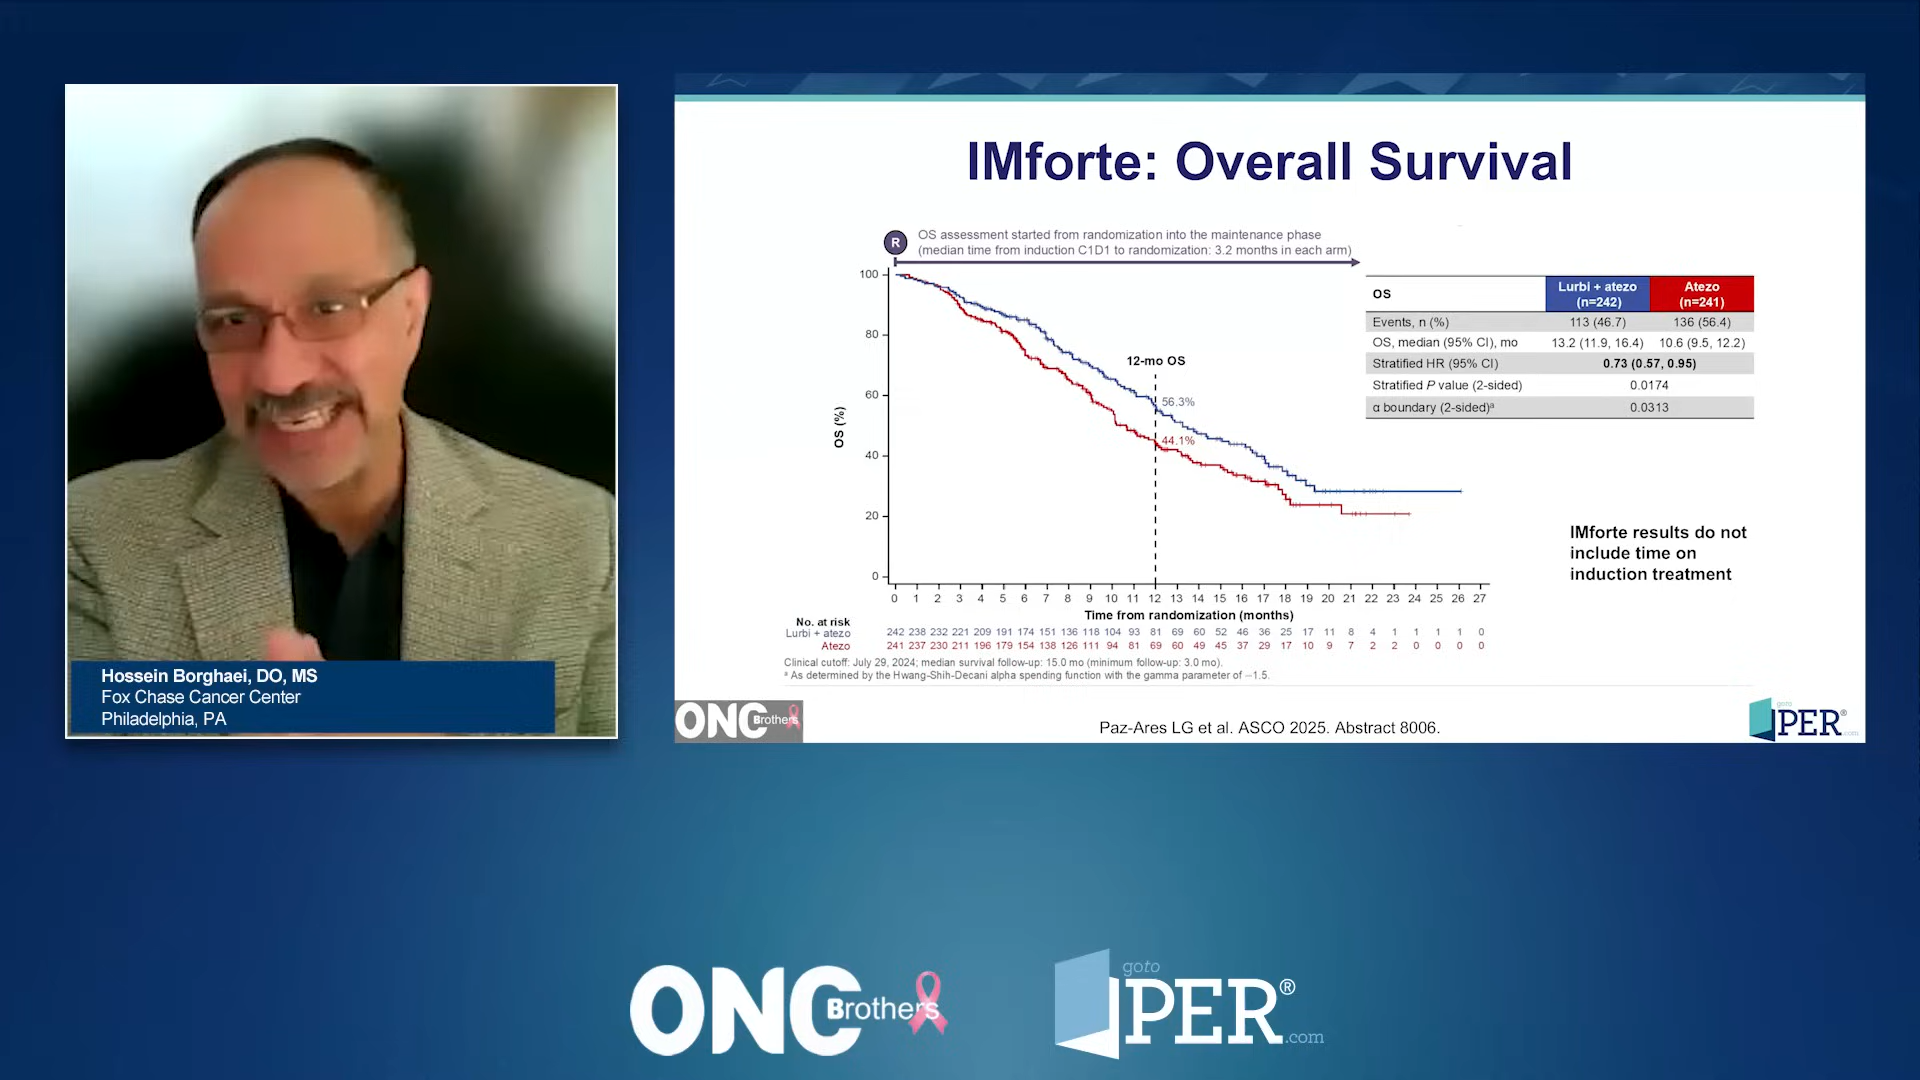 IMforte: Overall Survival
R
OS assessment started from randomization into the maintenance phase
(median time from induction C1D1 to randomization: 3.2 months in each arm)
OS (%)
100
80
60
40
20
0
12-mo OS
56.3%
44.1%
0 1 2 3 4 5 6 7 8 9 10 11 12 13 14 15 16 17 18 19 20 21 22 23 24 25 26 27
Time from randomization (months)
No. at risk
Lurbi + atezo 242 238 232 221 209 191 174 151 136 118 104 93 81 69 60 52 46 36 25 17 11 8 4 1 1 1 1 0
Atezo 241 237 230 211 196 179 154 138 126 111 94 81 69 60 49 45 37 29 17 10 9 7 2 2 0 0 0 0
Clinical cutoff: July 29, 2024; median survival follow-up: 15.0 mo (minimum follow-up: 3.0 mo).
ᵃ As determined by the Hwang-Shih-Decani alpha spending function with the gamma parameter of −1.5.
OS Lurbi + atezo (n=242) Atezo (n=241)
Events, n (%) 113 (46.7) 136 (56.4)
OS, median (95% CI), mo 13.2 (11.9, 16.4) 10.6 (9.5, 12.2)
Stratified HR (95% CI) 0.73 (0.57, 0.95)
Stratified P value (2-sided) 0.0174
α boundary (2-sided)ᵃ 0.0313
IMforte results do not
include time on
induction treatment
ONC Brothers
Paz-Ares LG et al. ASCO 2025. Abstract 8006.
goto PER®.com
Hossein Borghaei, DO, MS
Fox Chase Cancer Center
Philadelphia, PA
ONC Brothers
goto PER®.com